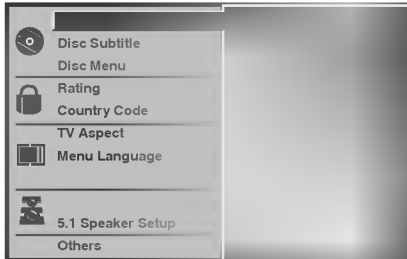 Disc Subtitle
Disc Menu
Rating
Country Code
TV Aspect
Menu Language
5.1 Speaker Setup
Others